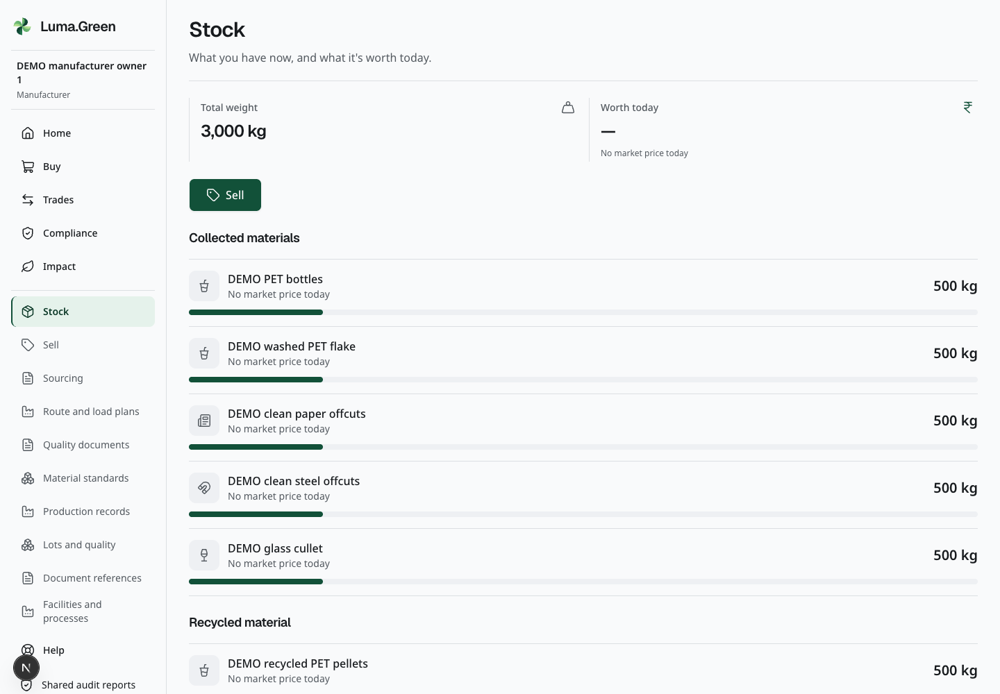 Luma.Green
DEMO manufacturer owner
1
Manufacturer
Home
Buy
Trades
Compliance
Impact
Stock
Sell
Sourcing
Route and load plans
Quality documents
Material standards
Production records
Lots and quality
Document references
Facilities and
processes
Help
N
Shared audit reports
Stock
What you have now, and what it's worth today.
Total weight
3,000 kg
Worth today
₹
—
No market price today
Sell
Collected materials
DEMO PET bottles
No market price today
500 kg
DEMO washed PET flake
No market price today
500 kg
DEMO clean paper offcuts
No market price today
500 kg
DEMO clean steel offcuts
No market price today
500 kg
DEMO glass cullet
No market price today
500 kg
Recycled material
DEMO recycled PET pellets
No market price today
500 kg